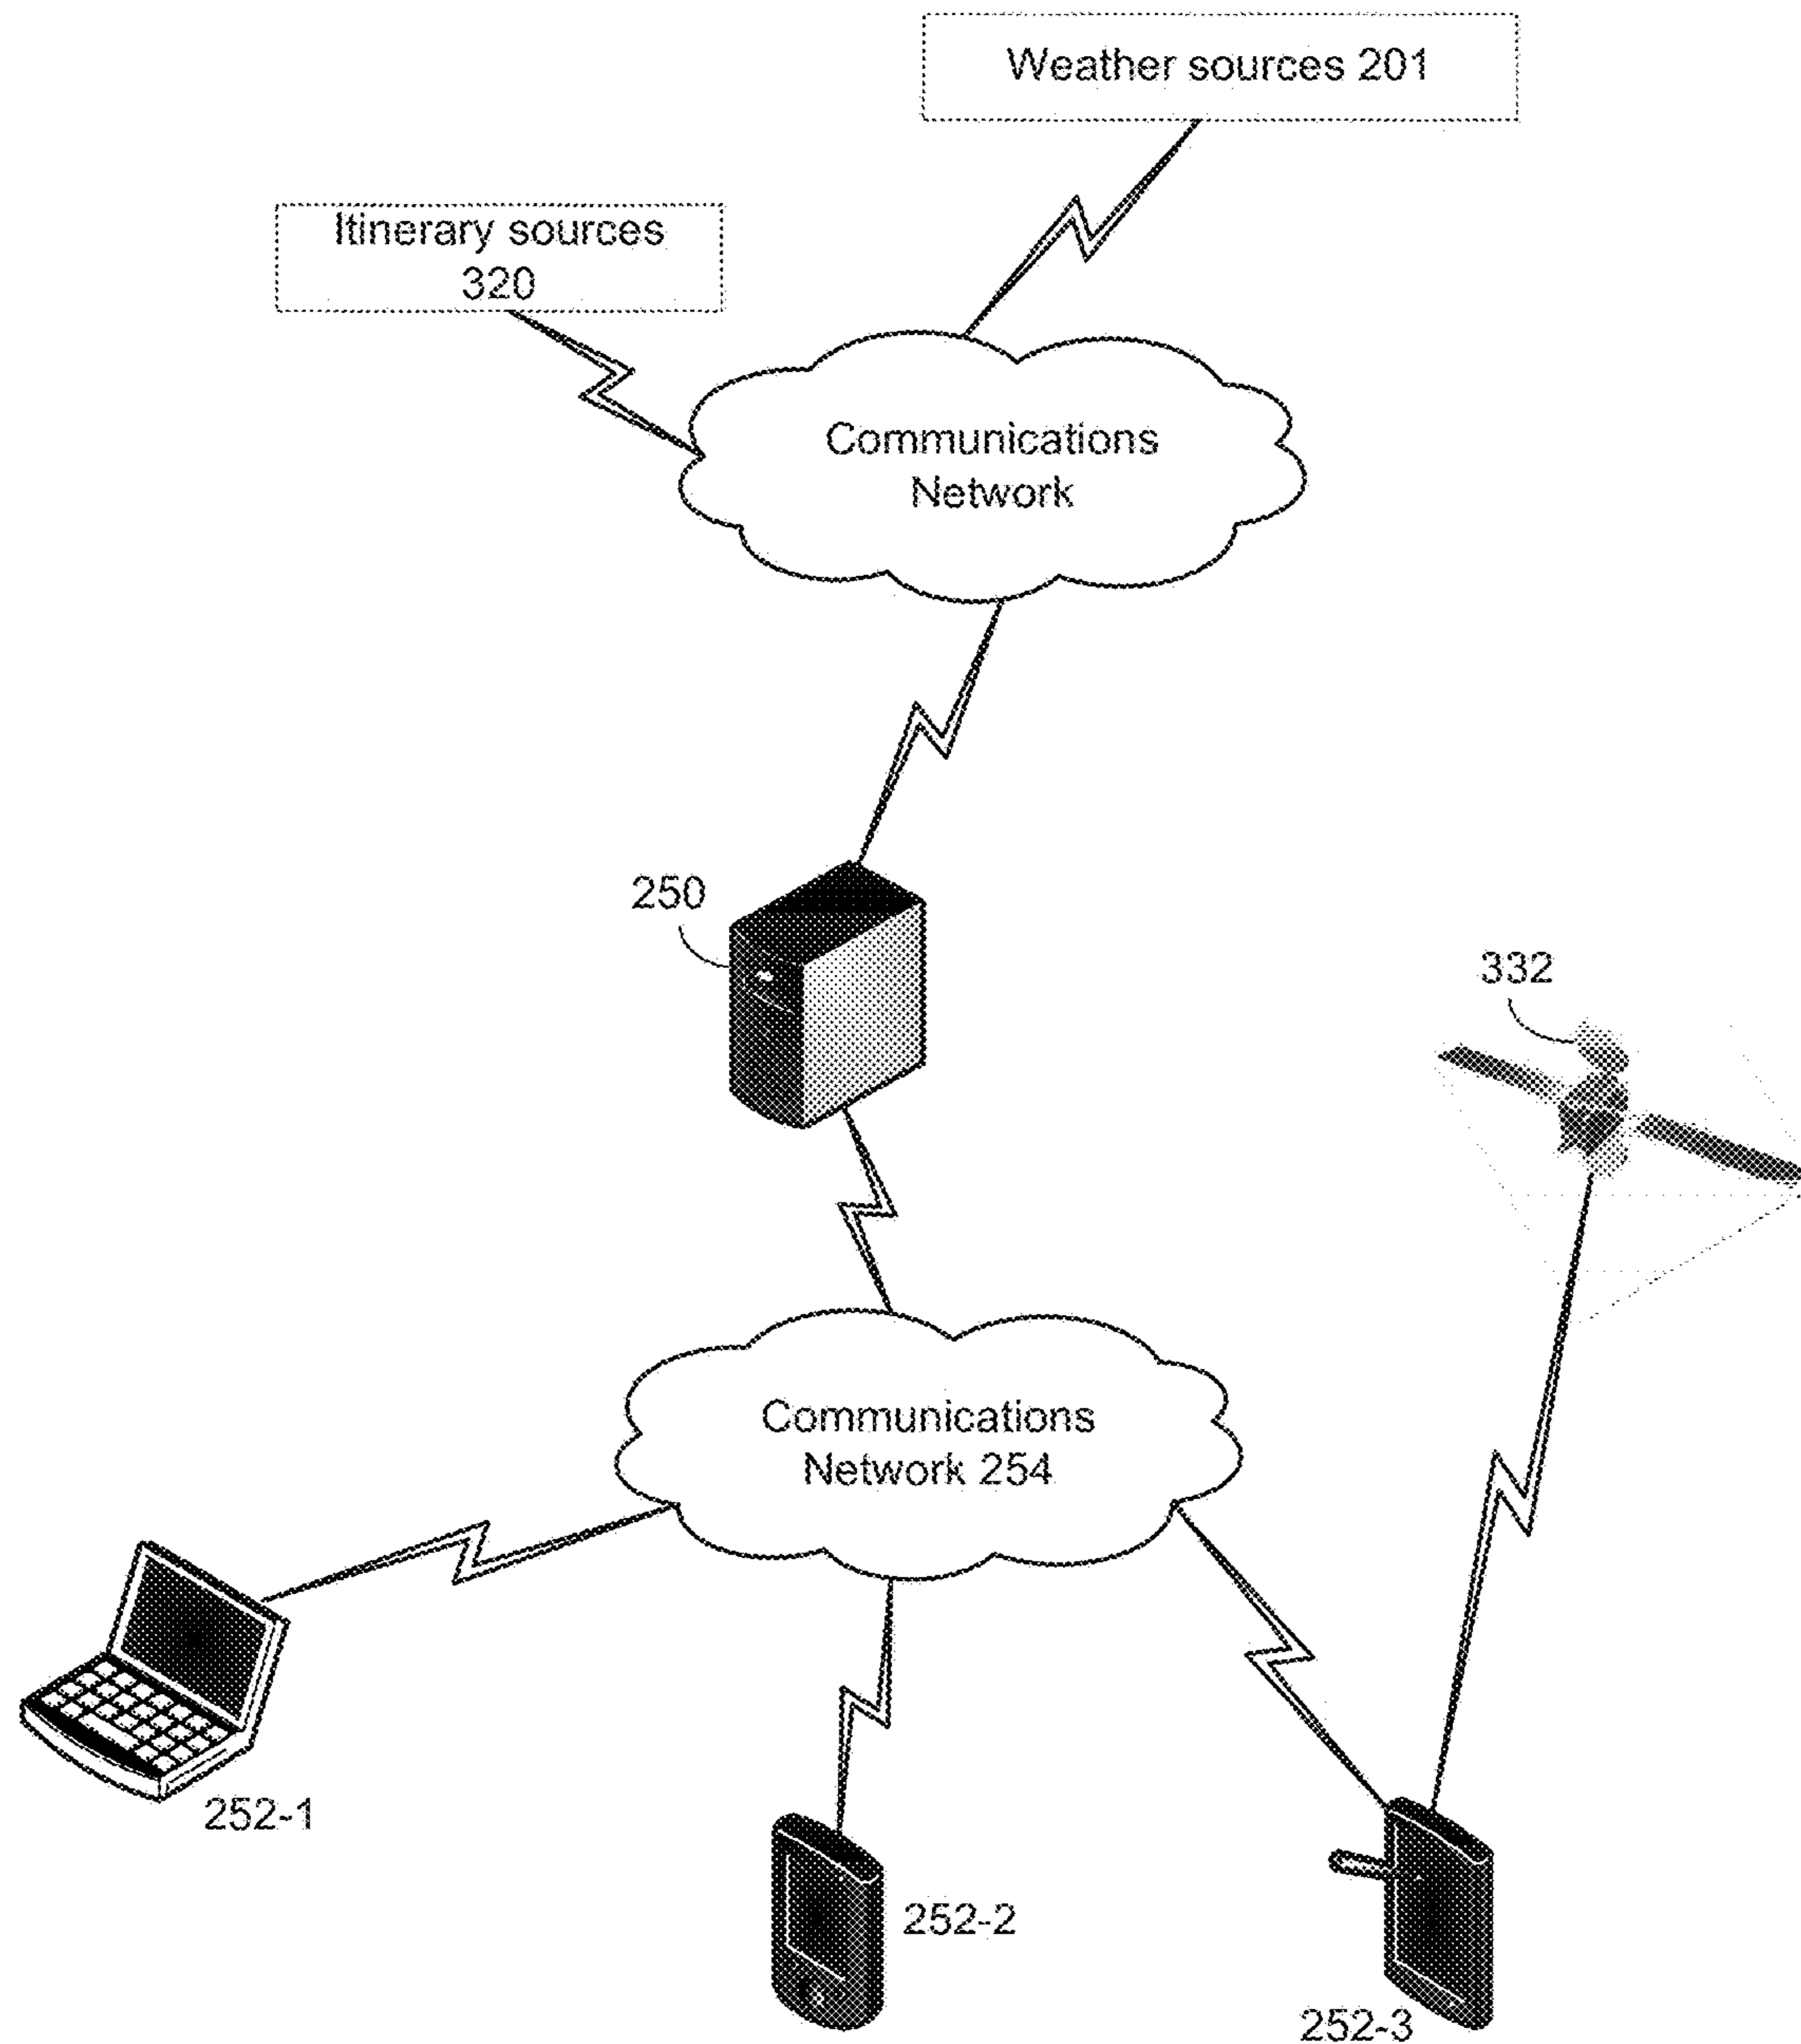 Weather sources 201
Itinerary sources
320
Communications
Network
250
332
Communications
Network 254
252-1
252-2
252-3